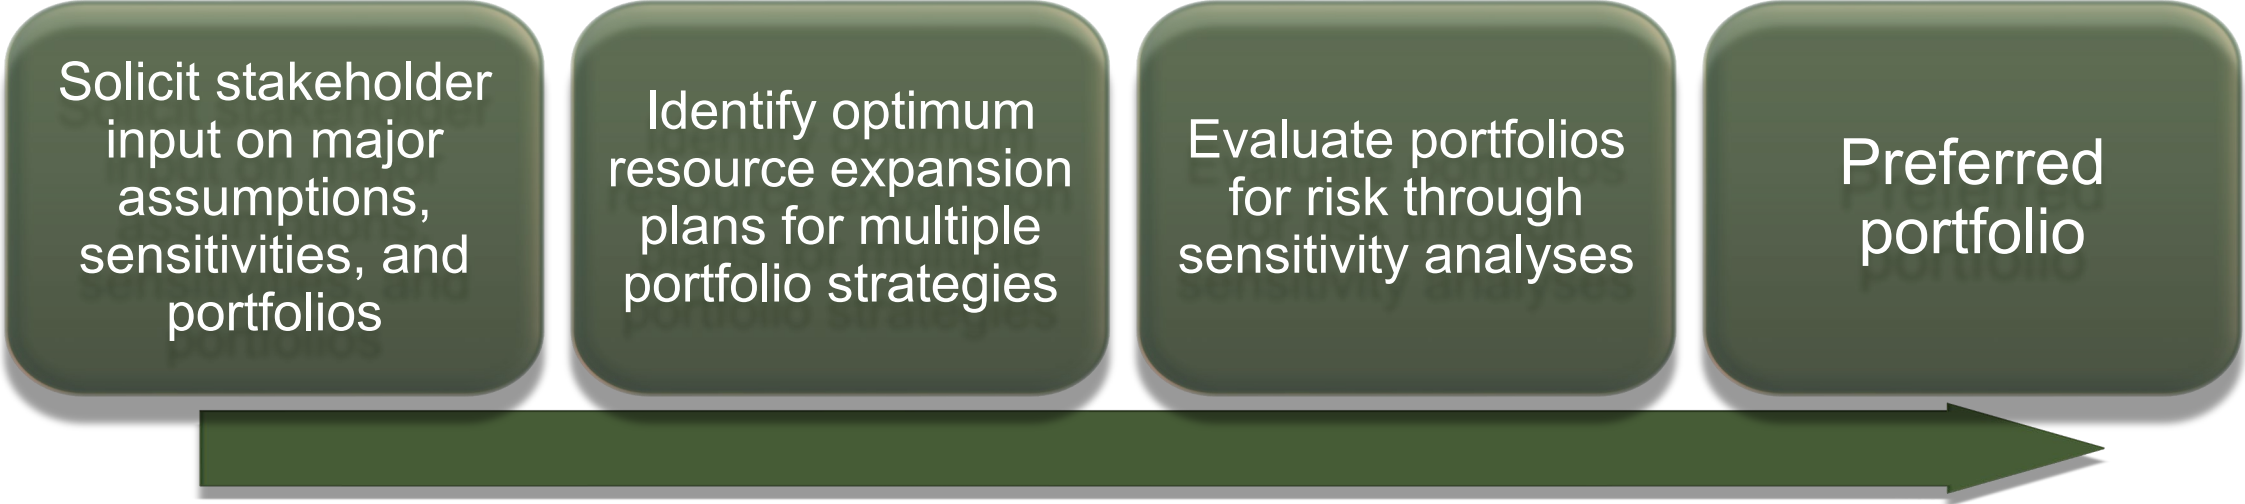 Solicit stakeholder
input on major
assumptions,
sensitivities, and
portfolios
Identify optimum
resource expansion
plans for multiple
portfolio strategies
Evaluate portfolios
for risk through
sensitivity analyses
Preferred
portfolio